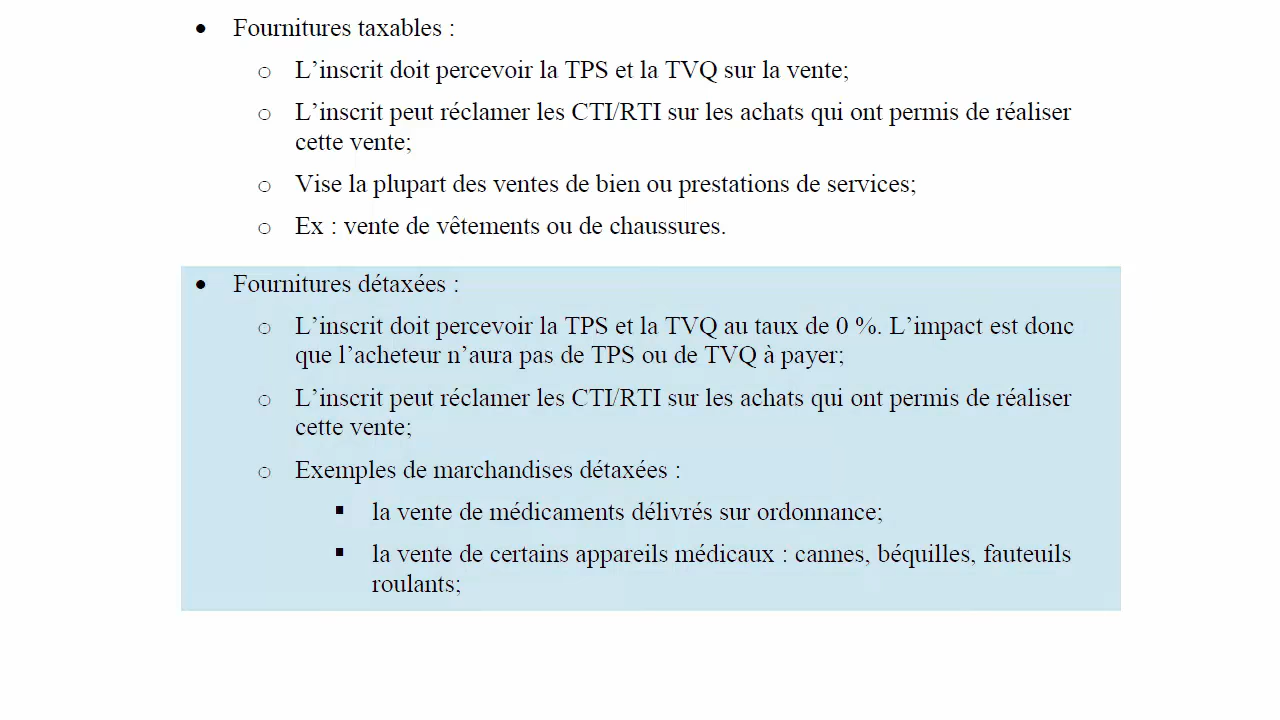 • Fournitures taxables :
o L’inscrit doit percevoir la TPS et la TVQ sur la vente;
o L’inscrit peut réclamer les CTI/RTI sur les achats qui ont permis de réaliser
cette vente;
o Vise la plupart des ventes de bien ou prestations de services;
o Ex : vente de vêtements ou de chaussures.
• Fournitures détaxées :
o L’inscrit doit percevoir la TPS et la TVQ au taux de 0 %. L’impact est donc
que l’acheteur n’aura pas de TPS ou de TVQ à payer;
o L’inscrit peut réclamer les CTI/RTI sur les achats qui ont permis de réaliser
cette vente;
o Exemples de marchandises détaxées :
▪ la vente de médicaments délivrés sur ordonnance;
▪ la vente de certains appareils médicaux : cannes, béquilles, fauteuils
roulants;